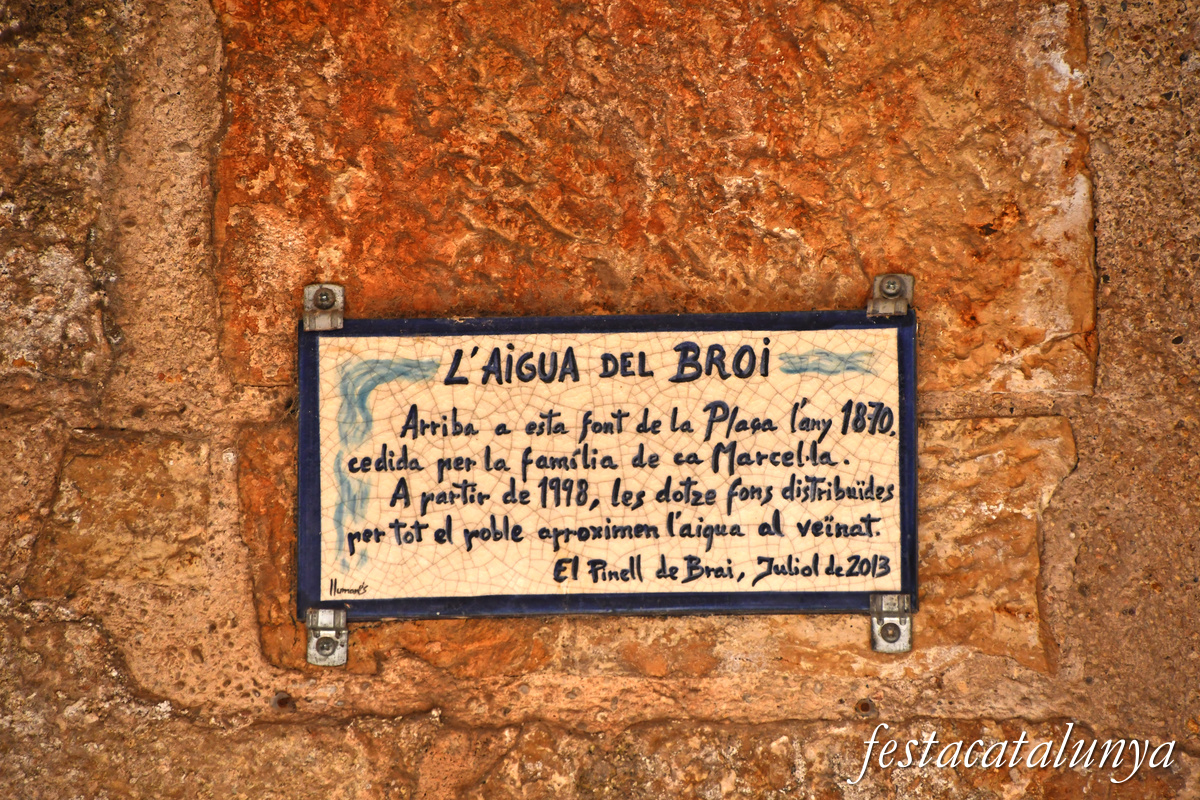 L'AIGUA DEL BROI
Arriba a esta font de la Plaça l'any 1870,
cedida per la família de ca Marcel·la.
A partir de 1998, les dotze fons distribuïdes
per tot el poble aproximen l'aigua al veïnat.
El Pinell de Brai, Juliol de 2013
festacatalunya